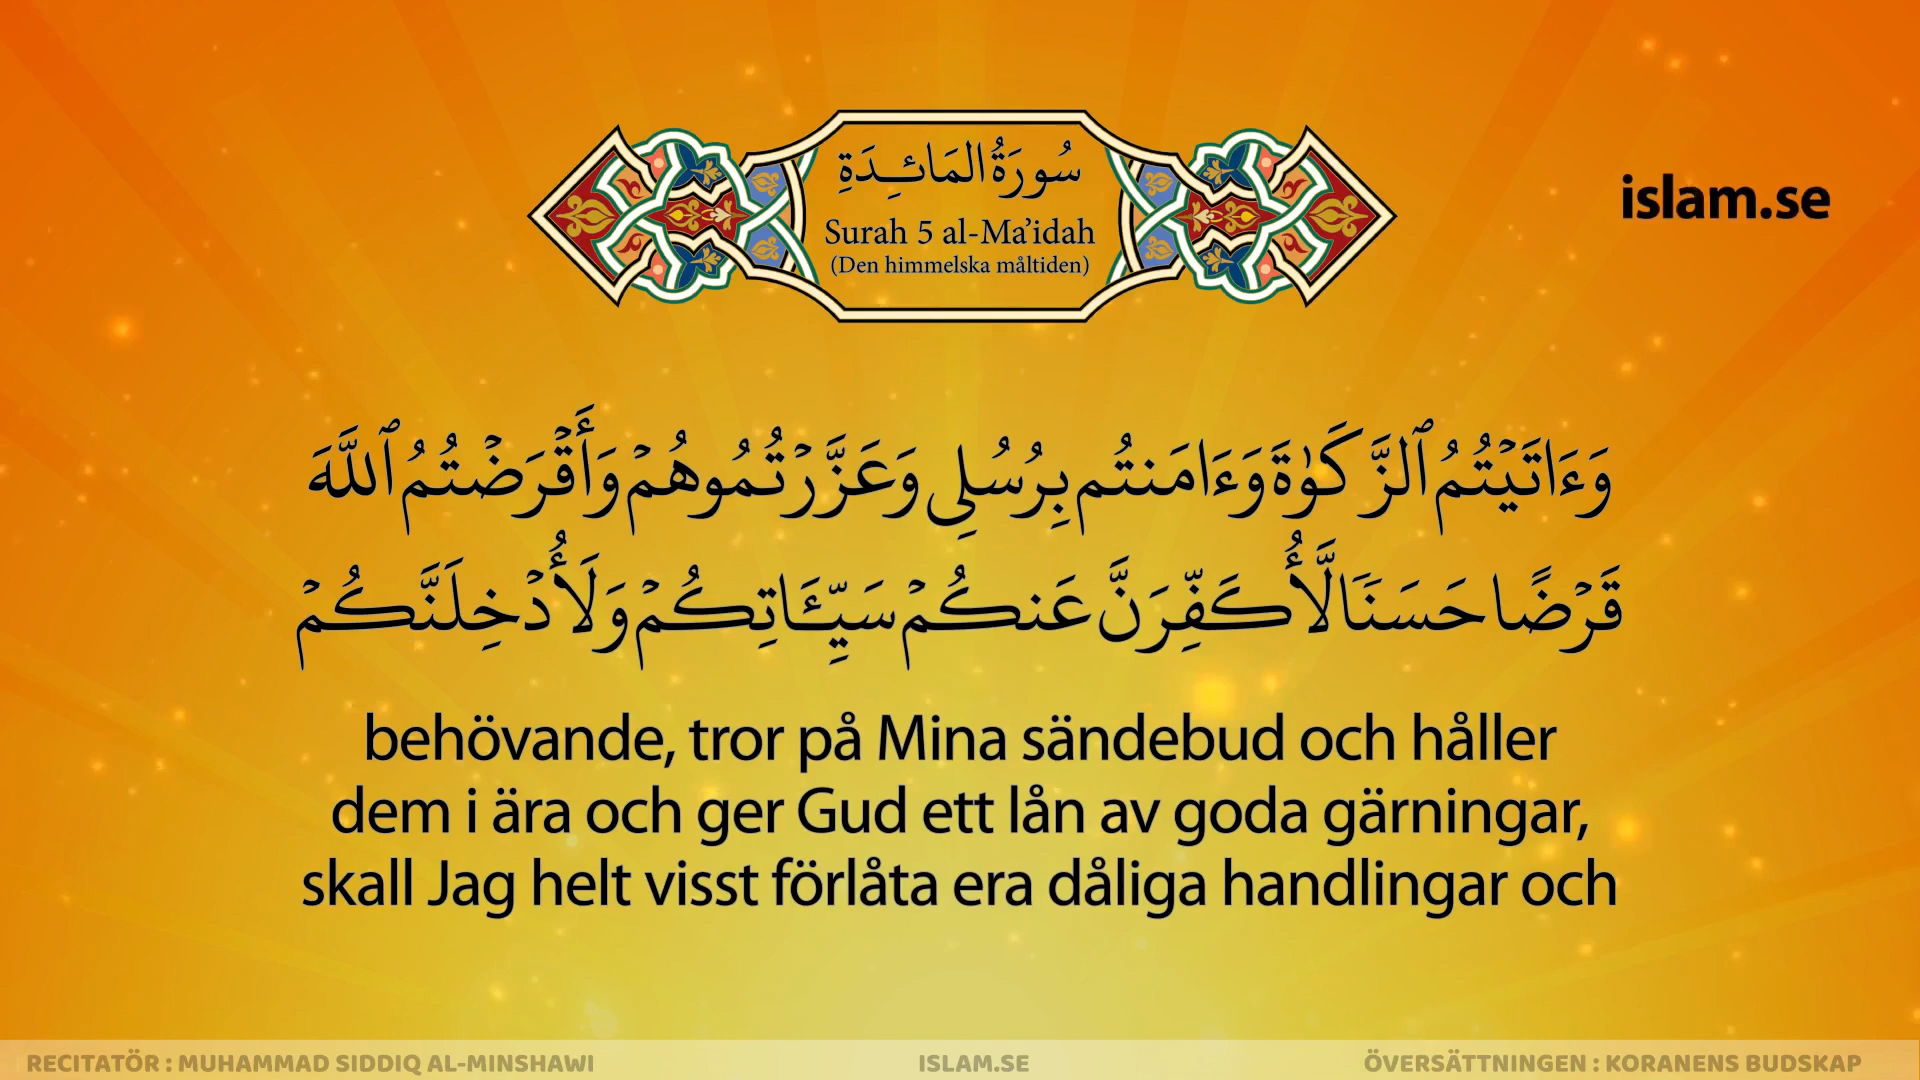 سُورَةُ المَائِدَةِ
Surah 5 al-Ma’idah
(Den himmelska måltiden)
islam.se
وَءَاتَيْتُمُ ٱلزَّكَوٰةَ وَءَامَنتُم بِرُسُلِي وَعَزَّرْتُمُوهُمْ وَأَقْرَضْتُمُ ٱللَّهَ
قَرْضًا حَسَنٗا لَّأُكَفِّرَنَّ عَنكُمْ سَيِّـَٔاتِكُمْ وَلَأُدْخِلَنَّكُمْ
behövande, tror på Mina sändebud och håller
dem i ära och ger Gud ett lån av goda gärningar,
skall Jag helt visst förlåta era dåliga handlingar och
RECITATÖR : MUHAMMAD SIDDIQ AL-MINSHAWI
ISLAM.SE
ÖVERSÄTTNINGEN : KORANENS BUDSKAP